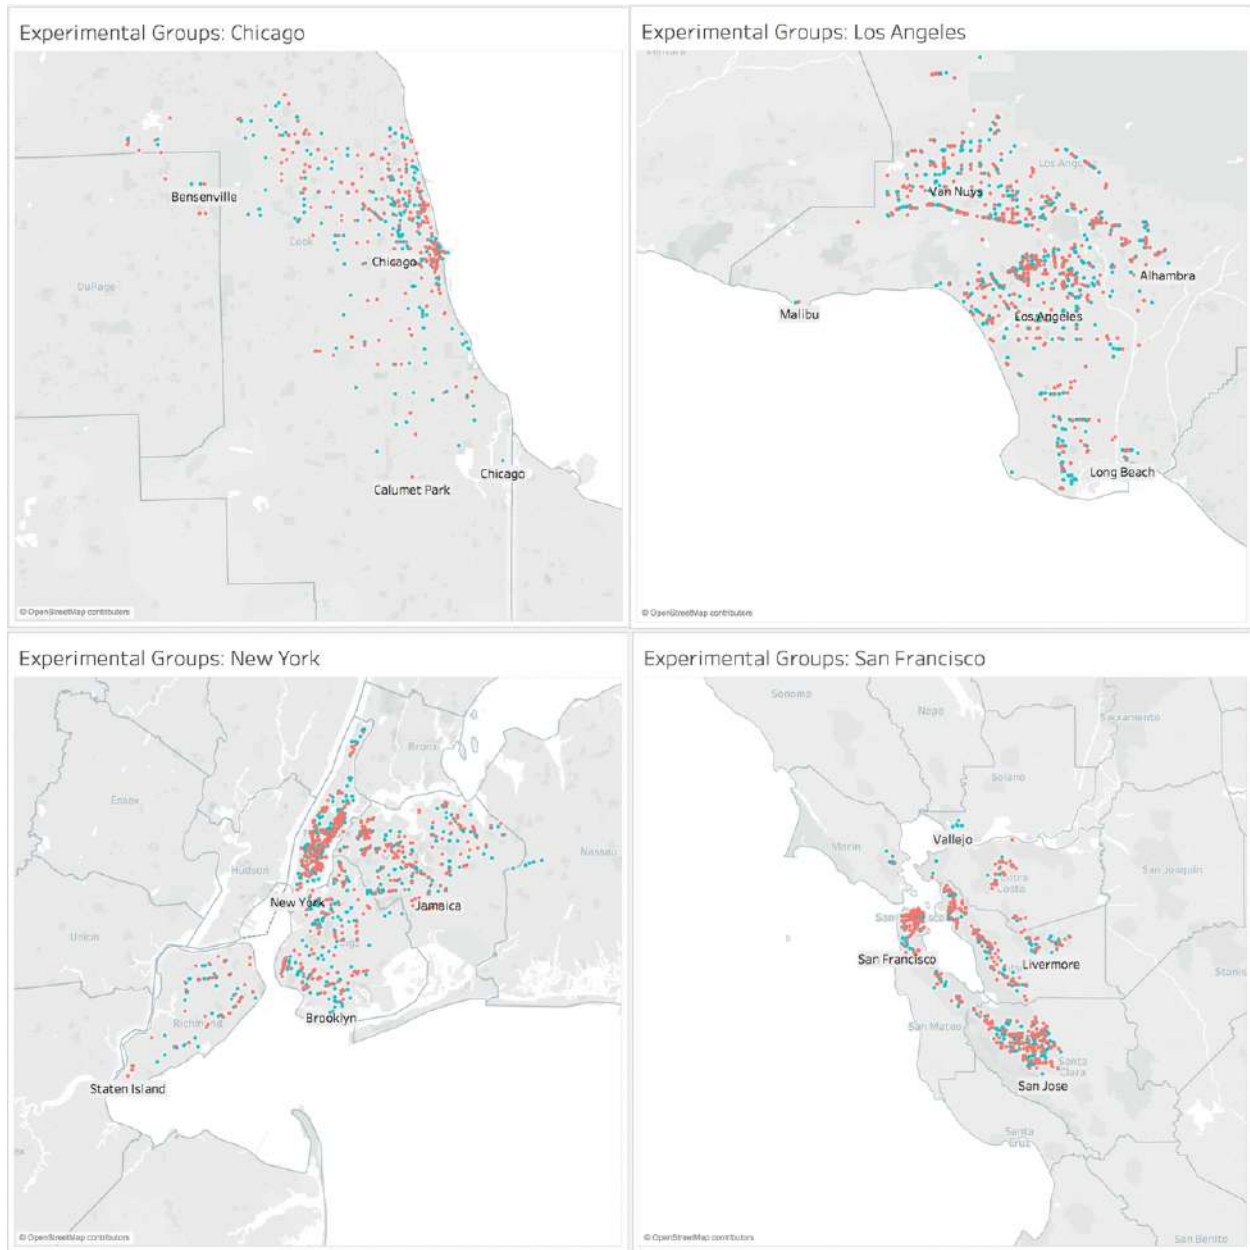 Experimental Groups: Chicago
Bensenville
Cook
Chicago
DuPage
Chicago
Calumet Park
© OpenStreetMap contributors
Experimental Groups: Los Angeles
Ventura
Van Nuys
Alhambra
Malibu
Los Angeles
Long Beach
© OpenStreetMap contributors
Experimental Groups: New York
Bronx
Essex
Nassau
Hudson
New York
Jamaica
Union
Brooklyn
Richmond
Staten Island
© OpenStreetMap contributors
Experimental Groups: San Francisco
Sonoma
Napa
Sacramento
Solano
Vallejo
Marin
San Joaquin
Costa
San Francisco
Livermore
San Mateo
Santa
Clara
San Jose
Santa
Cruz
San Benito
© OpenStreetMap contributors